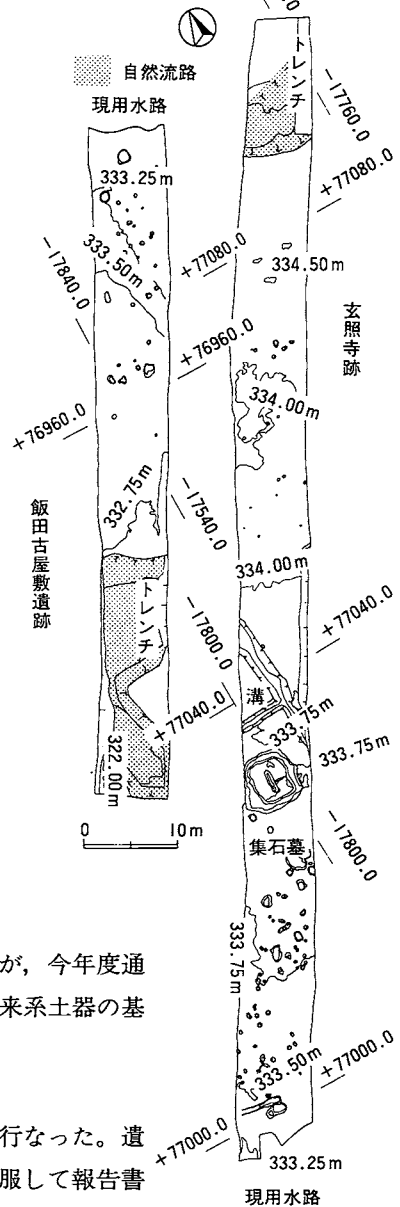 自然流路
現用水路
333.25m
333.50m
-17840.0
+77080.0
+76960.0
+76960.0
332.75m
-17540.0
飯田古屋敷遺跡
トレンチ
-17800.0
+77040.0
322.00m
0 10m
トレンチ
-17760.0
+77080.0
334.50m
玄照寺跡
334.00m
334.00m
+77040.0
溝
333.75m
333.75m
集石墓
-17800.0
333.75m
333.50m
+77000.0
+77000.0
333.25m
現用水路
が，今年度通
来系土器の基
行なった。遺
服して報告書